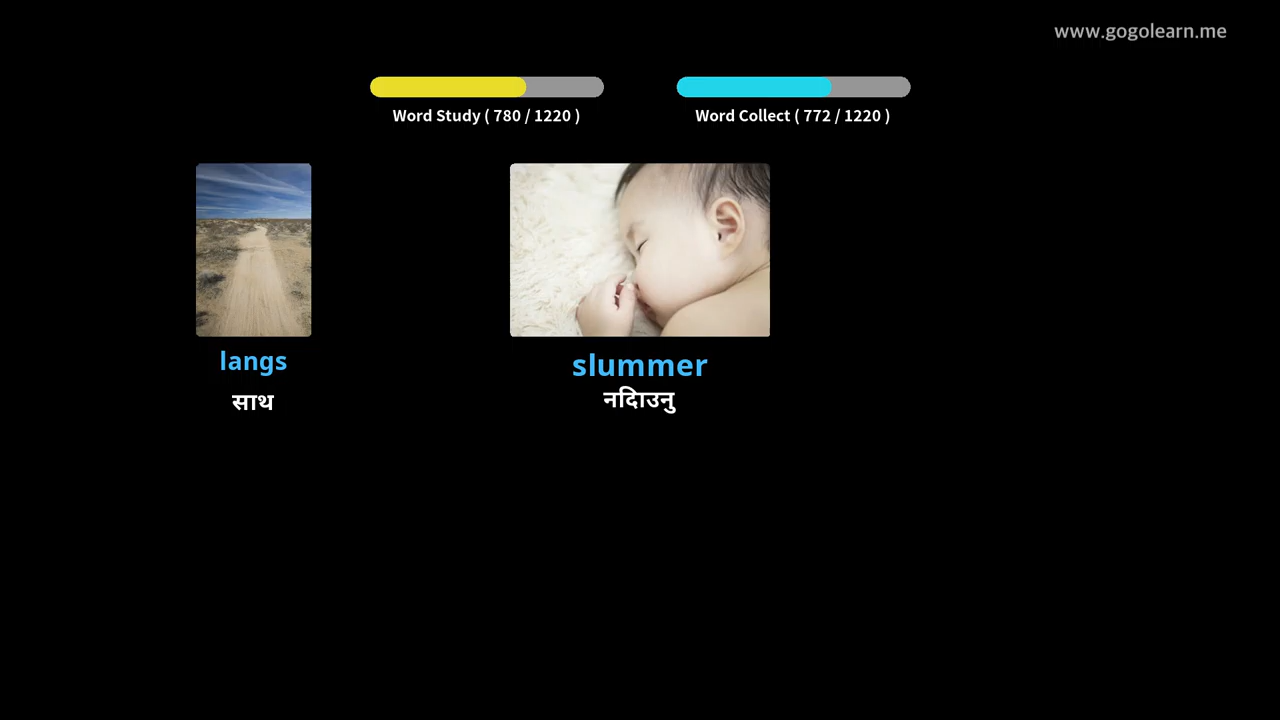 www.gogolearn.me
Word Study ( 780 / 1220 )
Word Collect ( 772 / 1220 )
langs
साथ
slummer
नदिाउनु